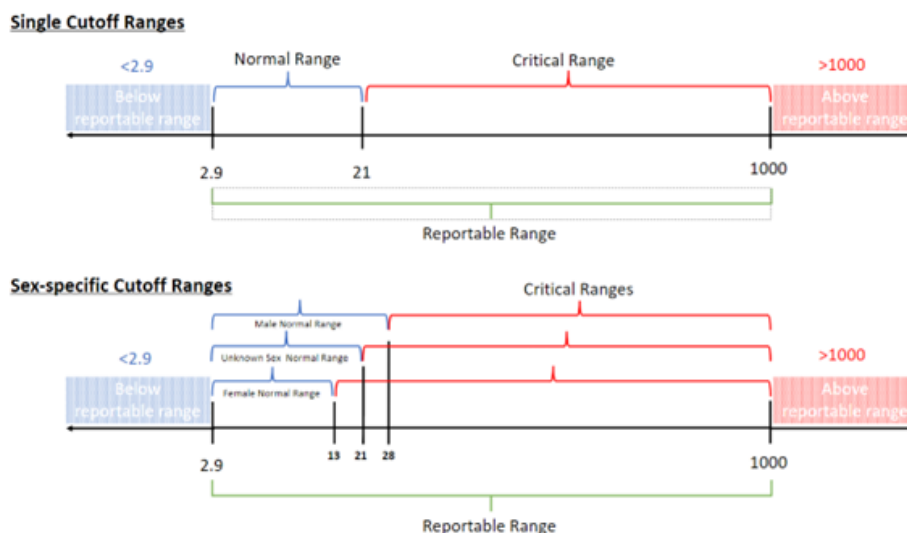 Single Cutoff Ranges
<2.9
Normal Range
Critical Range
>1000
Below
reportable range
Above
reportable range
2.9
21
1000
Reportable Range
Sex-specific Cutoff Ranges
Critical Ranges
Male Normal Range
<2.9
Unknown Sex Normal Range
>1000
Below
reportable range
Female Normal Range
Above
reportable range
2.9
13
21
28
1000
Reportable Range